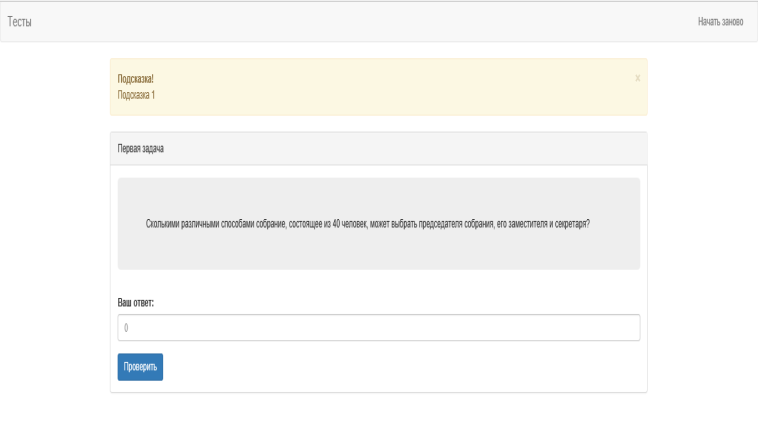 Тесты
Начать заново
Подсказка!
x
Подсказка 1
Первая задача
Сколькими различными способами собрание, состоящее из 40 человек, может выбрать председателя собрания, его заместителя и секретаря?
Ваш ответ:
0
Проверить